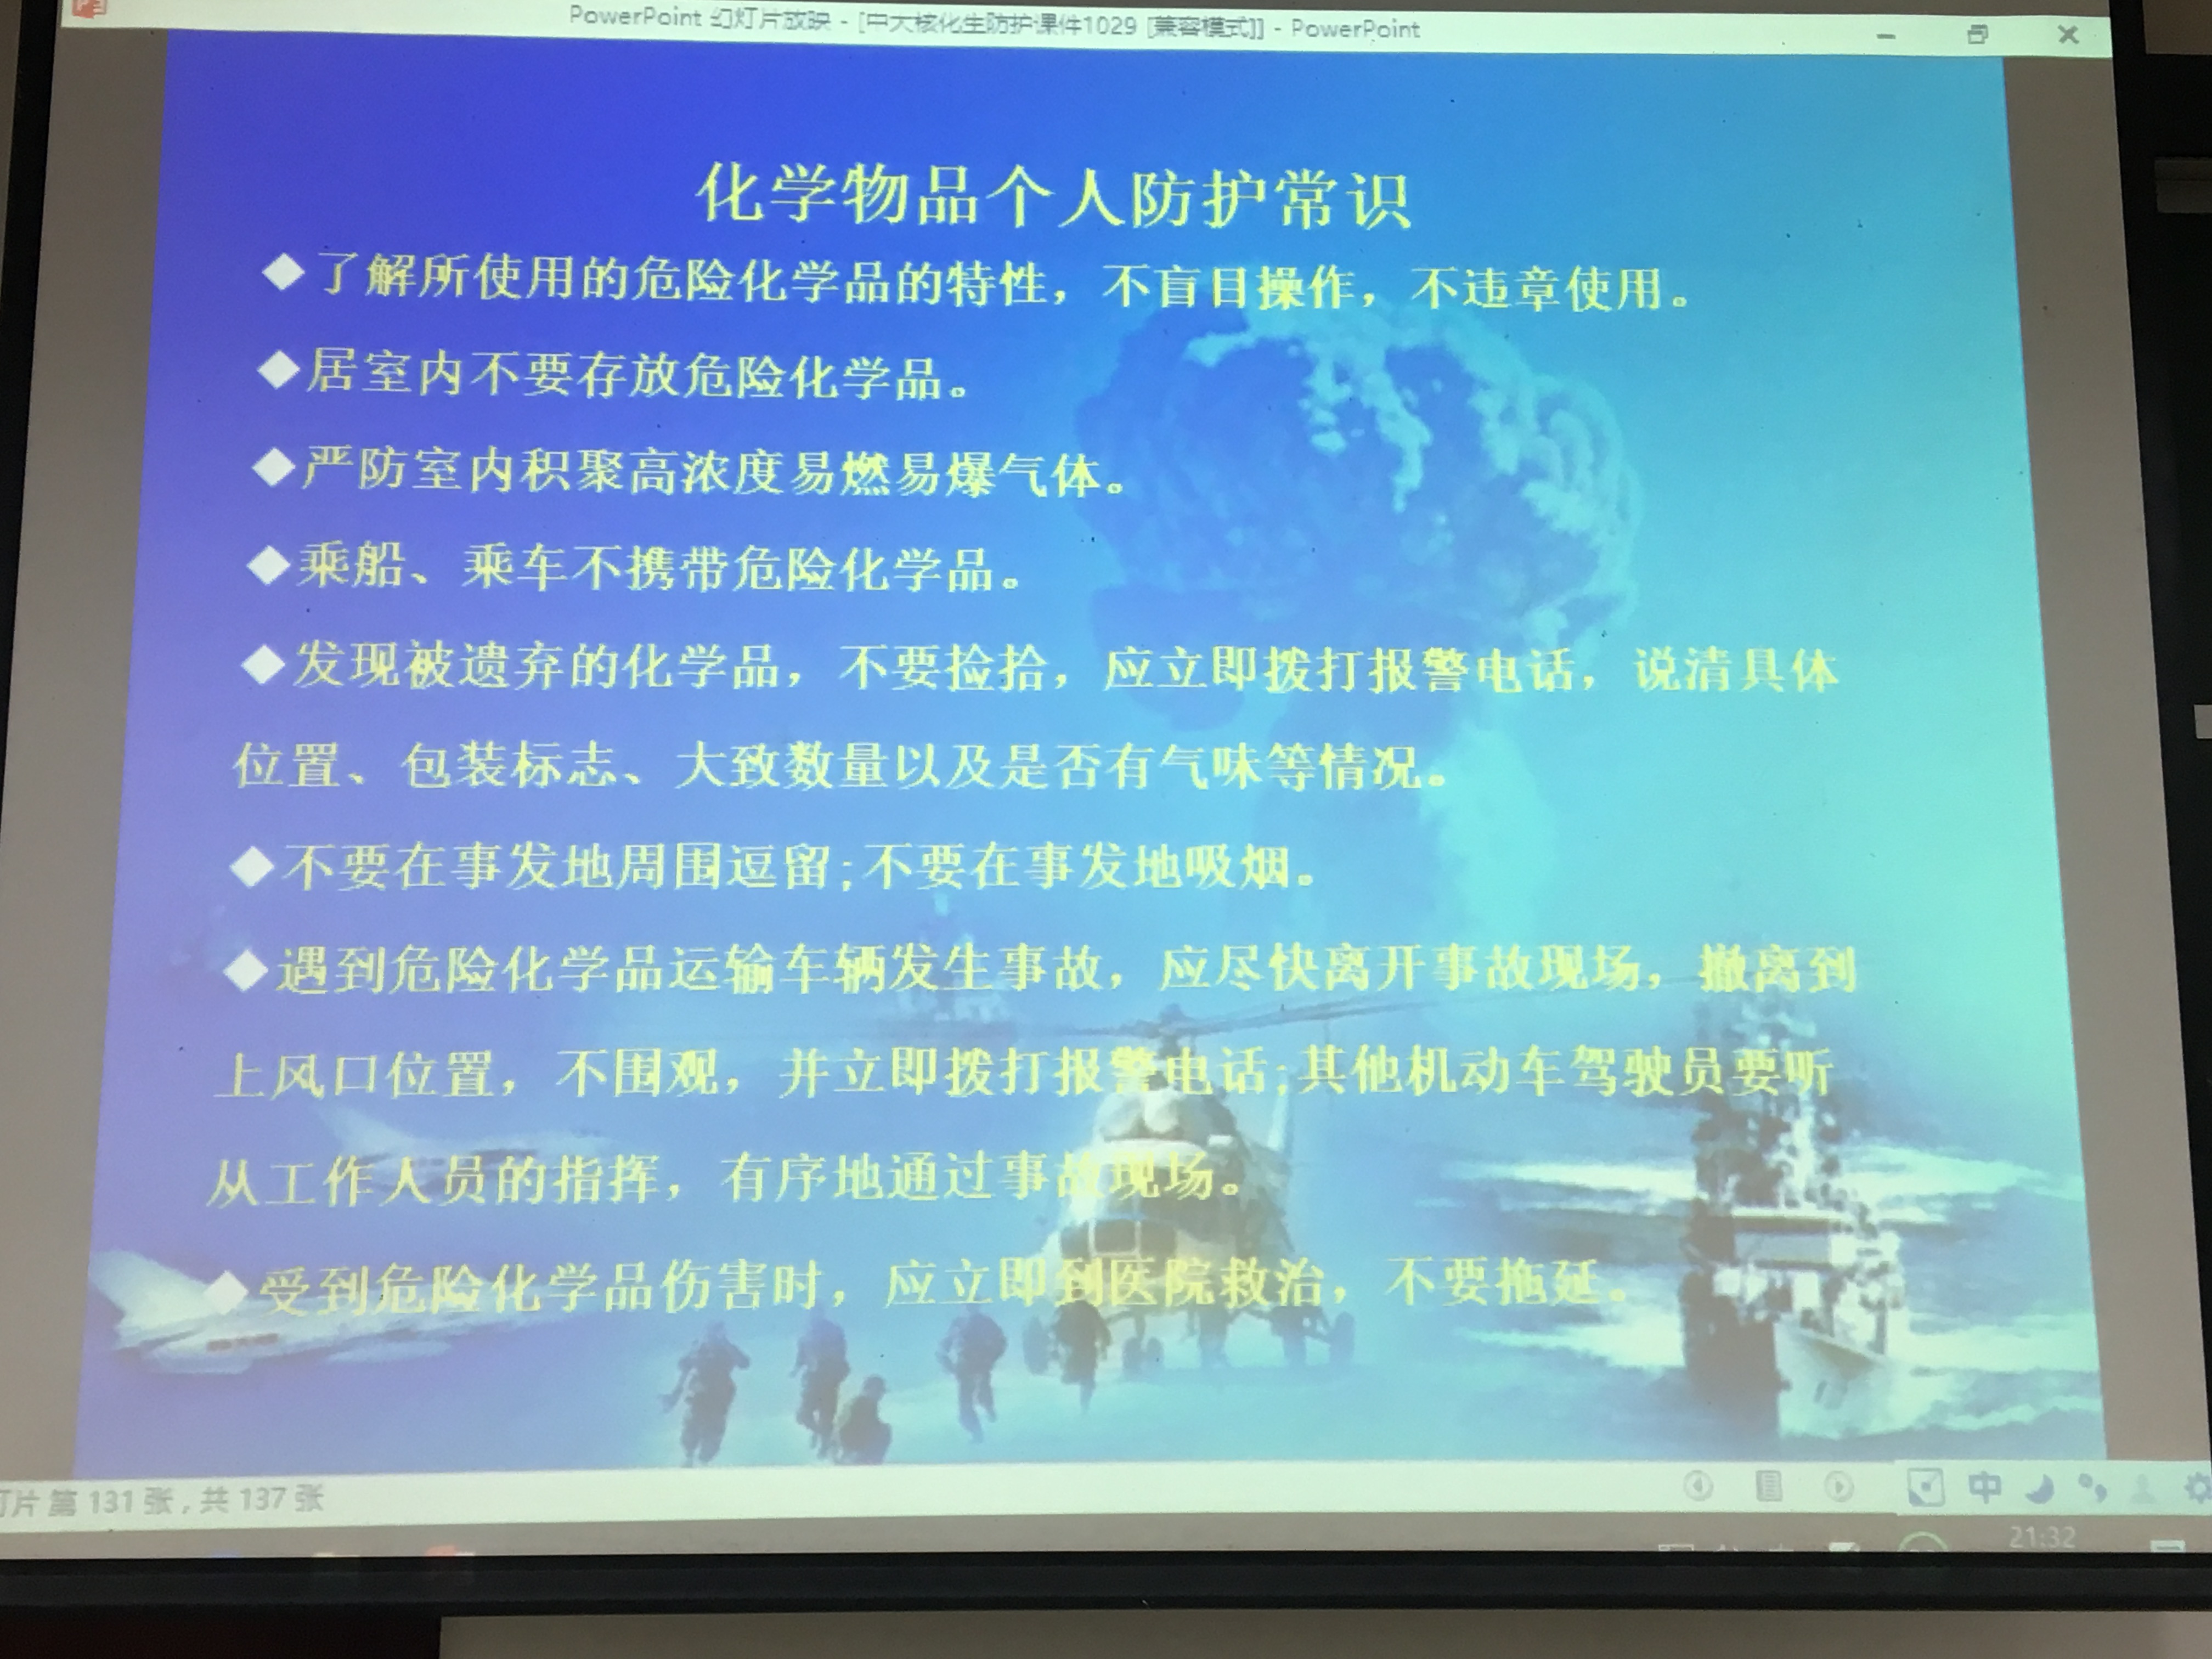 PowerPoint 幻灯片放映 - [中大核化生防护课件1029 [兼容模式]] - PowerPoint
化学物品个人防护常识
◆了解所使用的危险化学品的特性，不盲目操作，不违章使用。
◆居室内不要存放危险化学品。
◆严防室内积聚高浓度易燃易爆气体。
◆乘船、乘车不携带危险化学品。
◆发现被遗弃的化学品，不要捡拾，应立即拨打报警电话，说清具体
位置、包装标志、大致数量以及是否有气味等情况。
◆不要在事发地周围逗留;不要在事发地吸烟。
◆遇到危险化学品运输车辆发生事故，应尽快离开事故现场，撤离到
上风口位置，不围观，并立即拨打报警电话;其他机动车驾驶员要听
从工作人员的指挥，有序地通过事故现场。
◆受到危险化学品伤害时，应立即到医院救治，不要拖延。
灯片 第 131 张，共 137 张
中
21:32